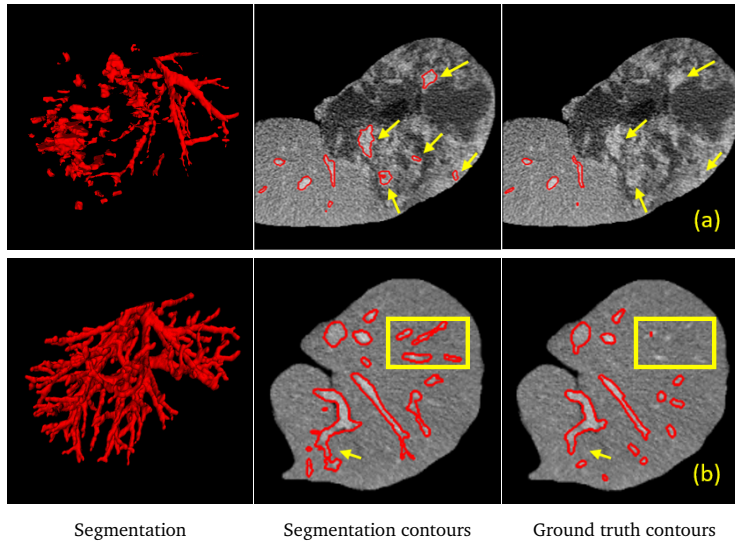 (a)
(b)
Segmentation
Segmentation contours
Ground truth contours